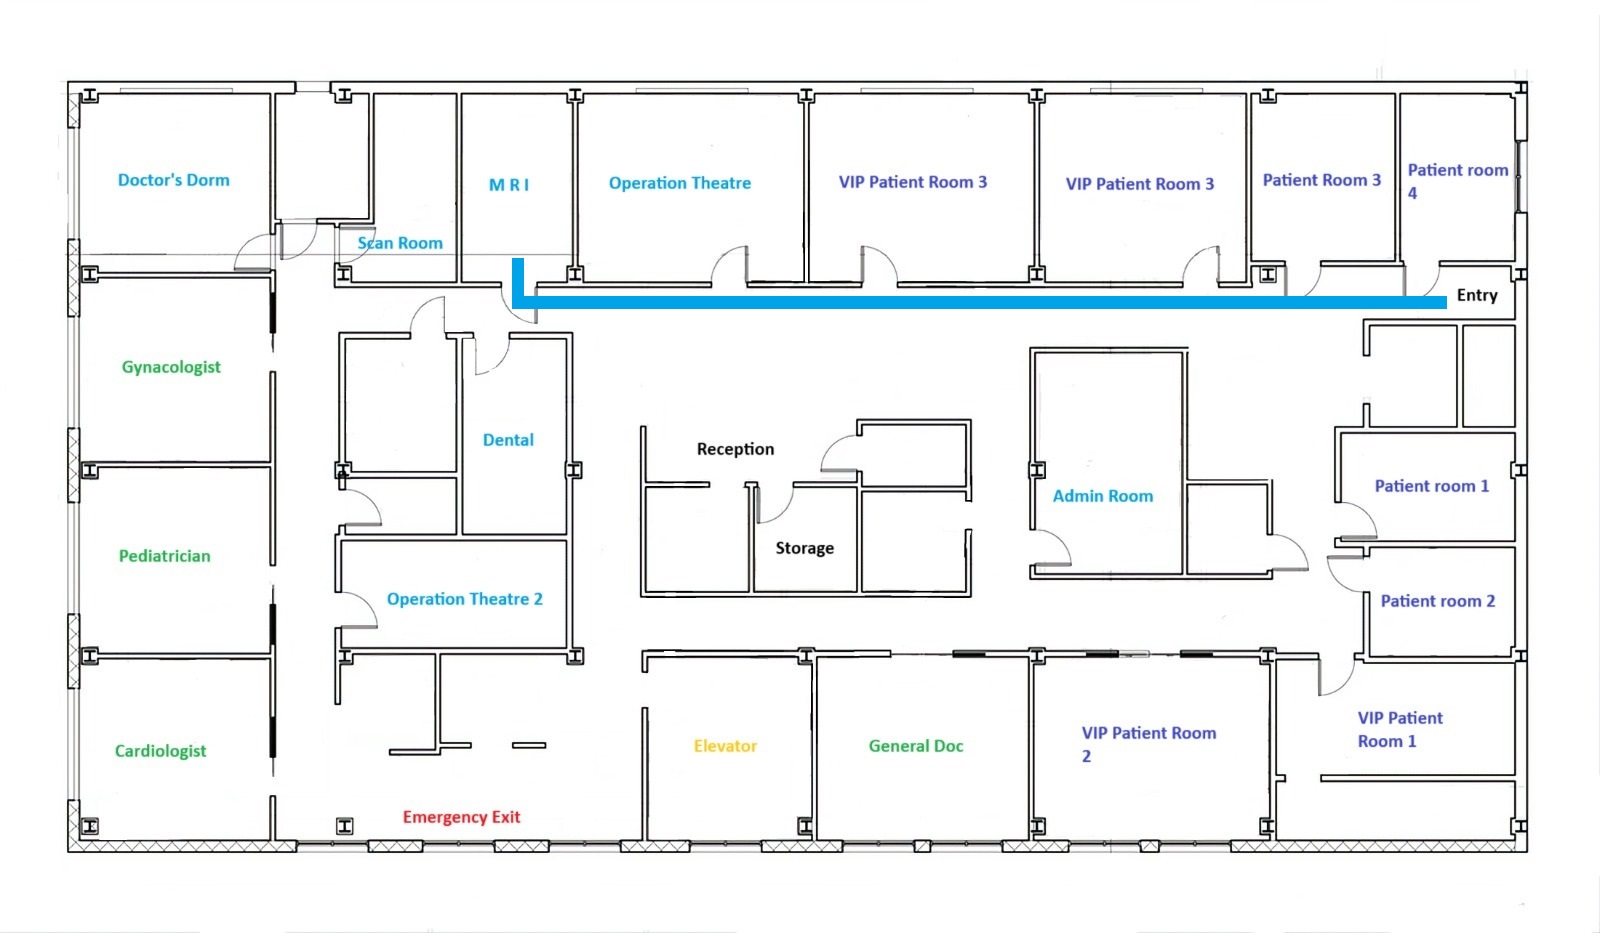 Doctor's Dorm
Scan Room
M R I
Operation Theatre
VIP Patient Room 3
VIP Patient Room 3
Patient Room 3
Patient room
4
Entry
Gynacologist
Dental
Reception
Admin Room
Patient room 1
Pediatrician
Storage
Operation Theatre 2
Patient room 2
Cardiologist
Elevator
General Doc
VIP Patient Room
2
VIP Patient
Room 1
Emergency Exit